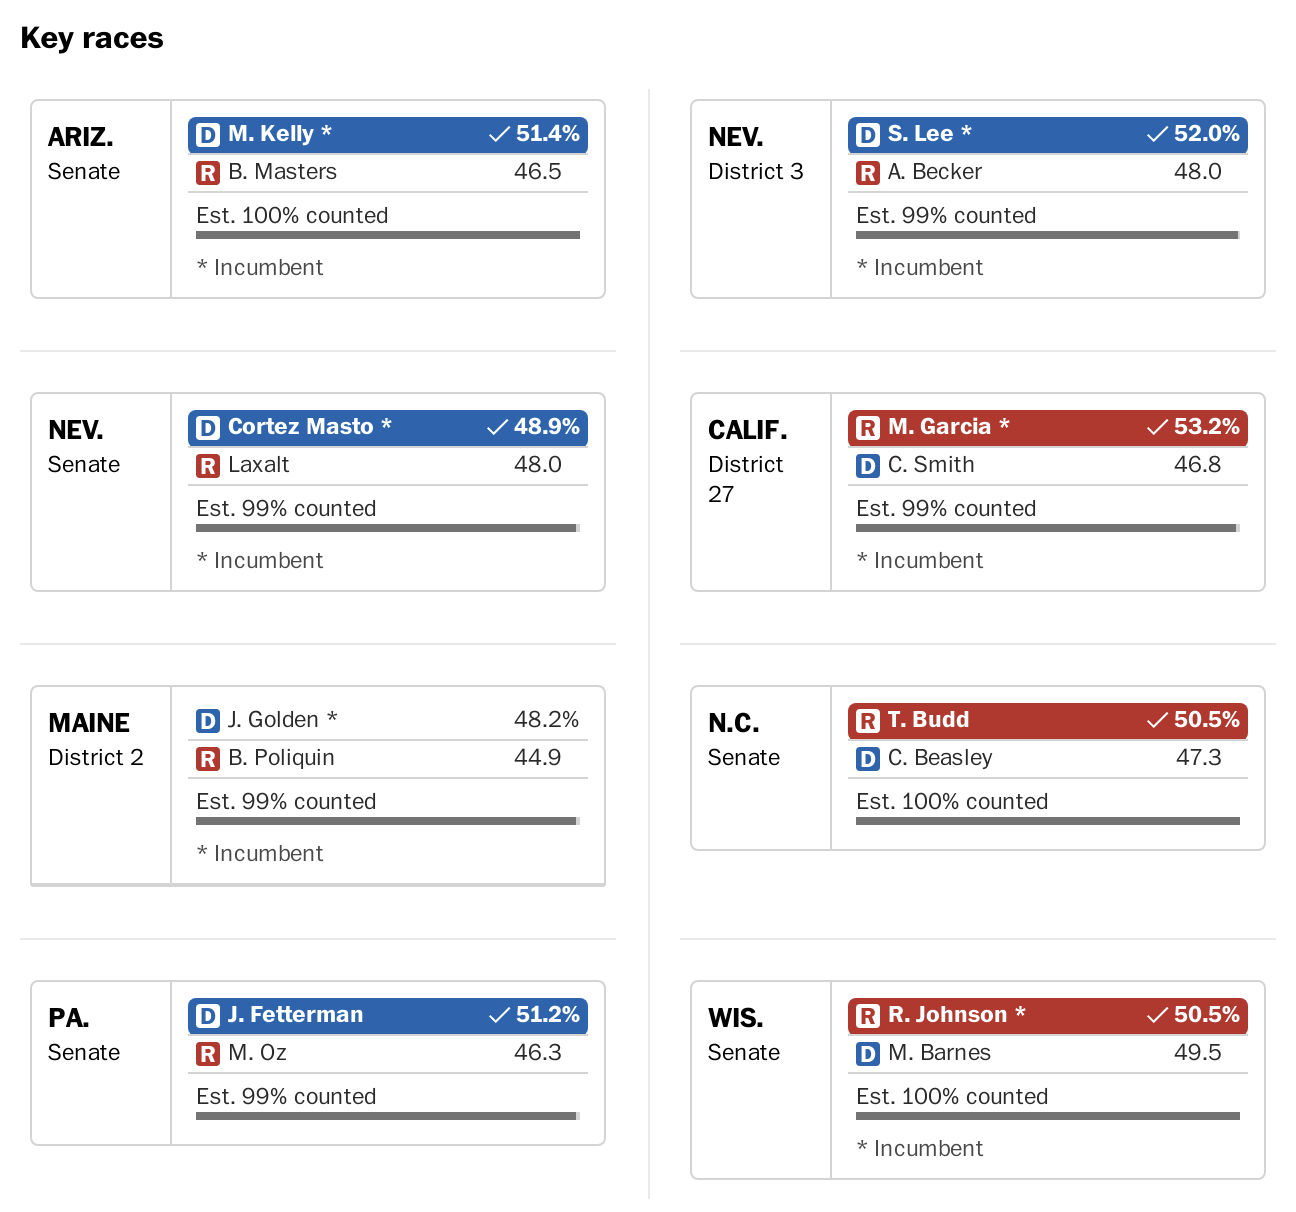 Key races
ARIZ.
Senate
D M. Kelly * ✓ 51.4%
R B. Masters 46.5
Est. 100% counted
* Incumbent
NEV.
District 3
D S. Lee * ✓ 52.0%
R A. Becker 48.0
Est. 99% counted
* Incumbent
NEV.
Senate
D Cortez Masto * ✓ 48.9%
R Laxalt 48.0
Est. 99% counted
* Incumbent
CALIF.
District
27
R M. Garcia * ✓ 53.2%
D C. Smith 46.8
Est. 99% counted
* Incumbent
MAINE
District 2
D J. Golden * 48.2%
R B. Poliquin 44.9
Est. 99% counted
* Incumbent
N.C.
Senate
R T. Budd ✓ 50.5%
D C. Beasley 47.3
Est. 100% counted
PA.
Senate
D J. Fetterman ✓ 51.2%
R M. Oz 46.3
Est. 99% counted
WIS.
Senate
R R. Johnson * ✓ 50.5%
D M. Barnes 49.5
Est. 100% counted
* Incumbent